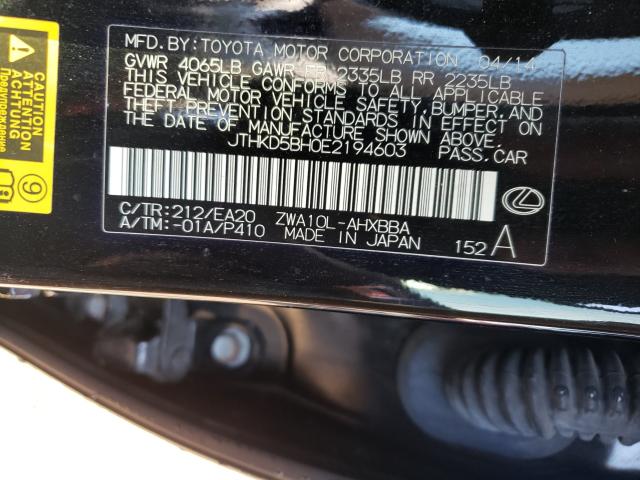 MFD.BY:TOYOTA MOTOR CORPORATION 04/14
GVWR 4065LB GAWR FR 2335LB RR 2235LB
THIS VEHICLE CONFORMS TO ALL APPLICABLE
FEDERAL MOTOR VEHICLE SAFETY,BUMPER,AND
THEFT PREVENTION STANDARDS IN EFFECT ON
THE DATE OF MANUFACTURE SHOWN ABOVE.
JTHKD5BH0E2194603 PASS.CAR
C/TR:212/EA20 ZWA10L-AHXBBA
A/TM:-01A/P410 MADE IN JAPAN 152 A
ACHTUNG
ATTENTION
Предупреждение
9